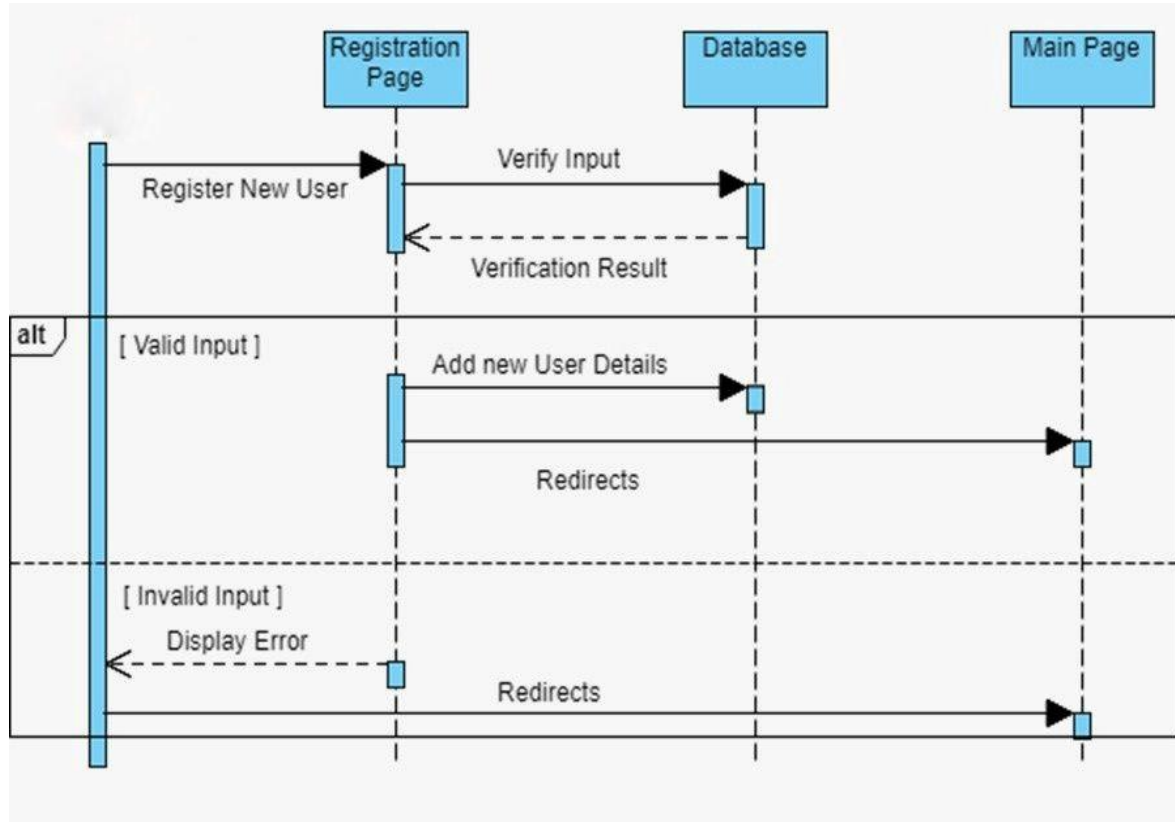 Registration
Page
Database
Main Page
Verify Input
Register New User
Verification Result
alt
[ Valid Input ]
Add new User Details
Redirects
[ Invalid Input ]
Display Error
Redirects